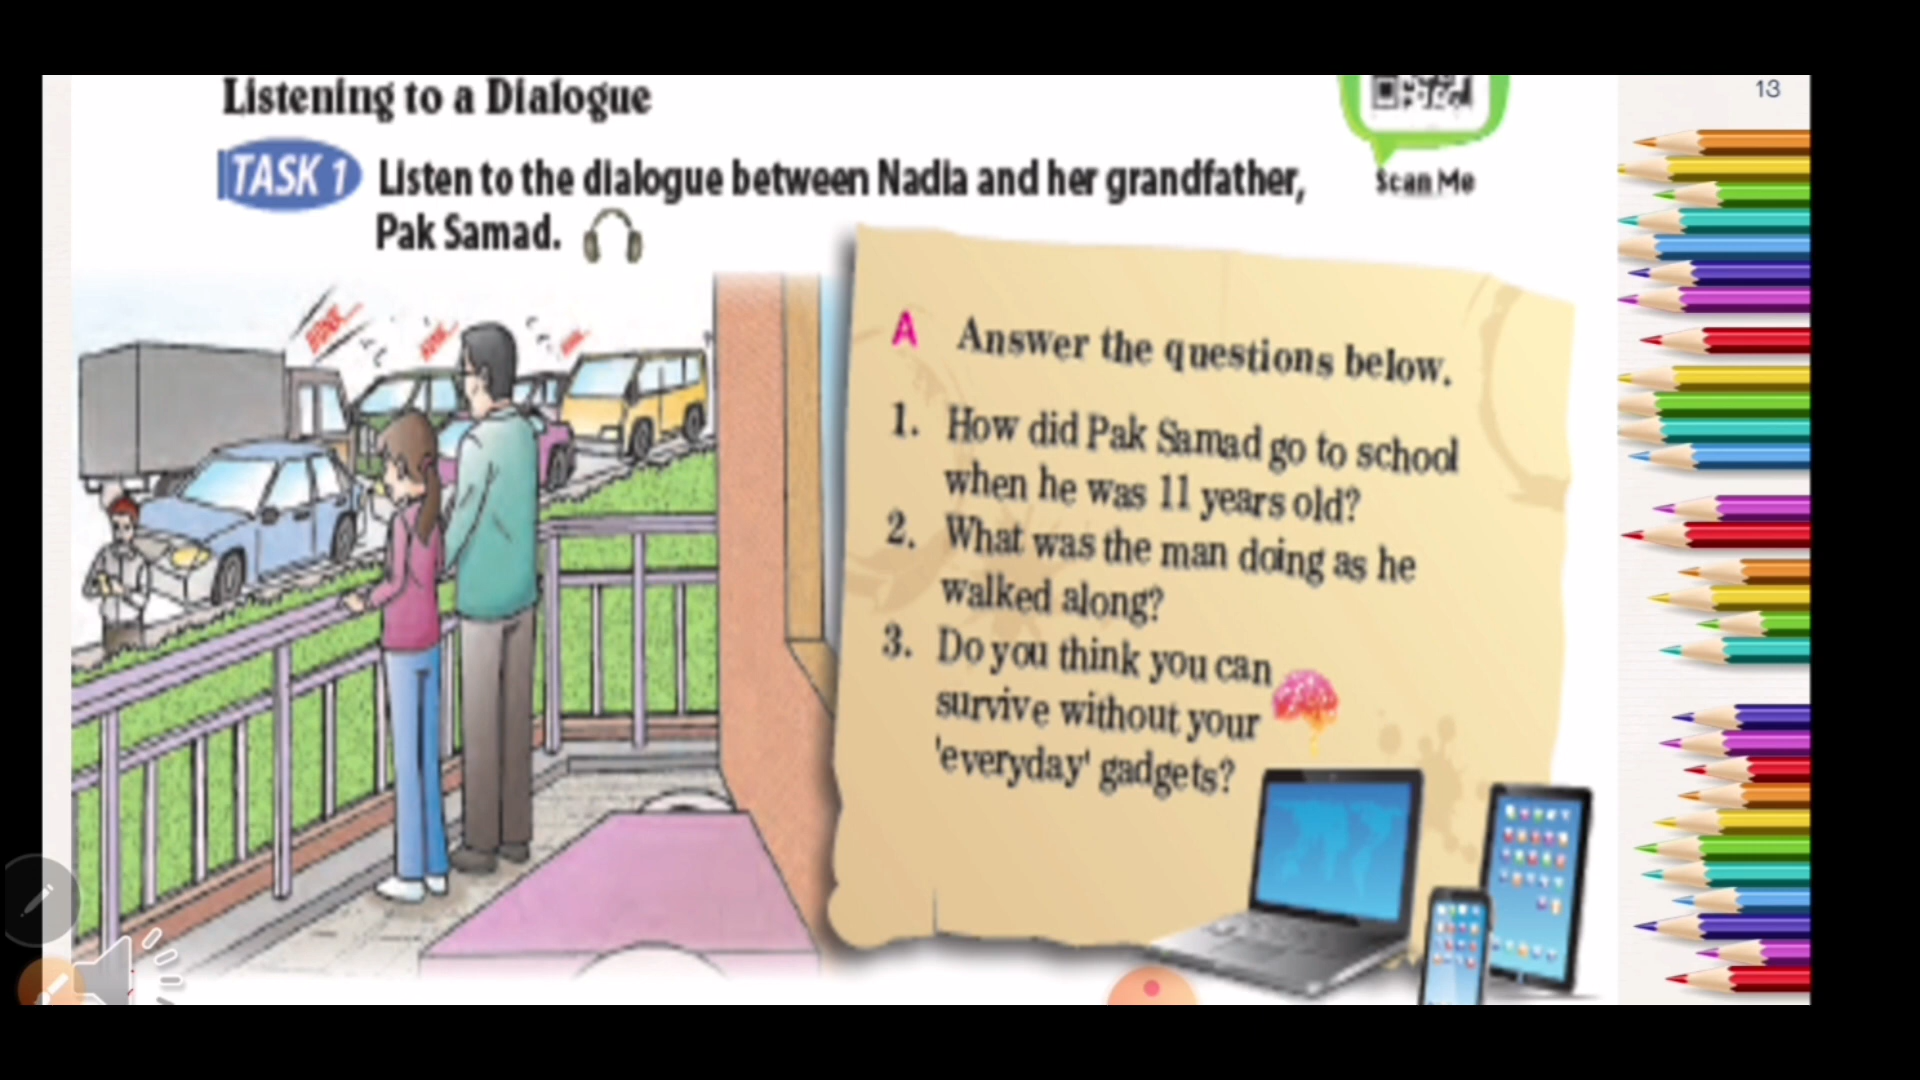 Listening to a Dialogue
13
TASK 1 Listen to the dialogue between Nadia and her grandfather,
Pak Samad.
Scan Me
A Answer the questions below.
1. How did Pak Samad go to school
when he was 11 years old?
2. What was the man doing as he
walked along?
3. Do you think you can
survive without your
'everyday' gadgets?